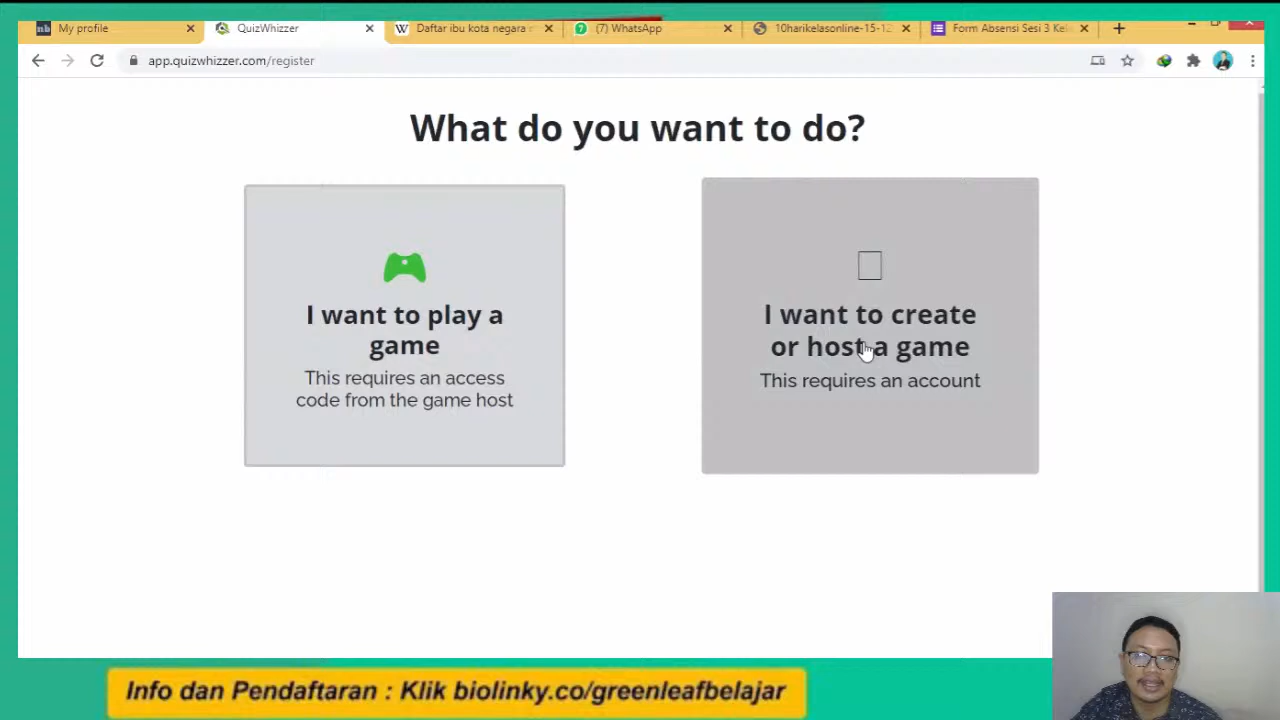 My profile
QuizWhizzer
Daftar ibu kota negara
(7) WhatsApp
10harikelasonline-15-12
Form Absensi Sesi 3 Kel
app.quizwhizzer.com/register
What do you want to do?
I want to play a
game
This requires an access
code from the game host
I want to create
or host a game
This requires an account
Info dan Pendaftaran : Klik biolinky.co/greenleafbelajar